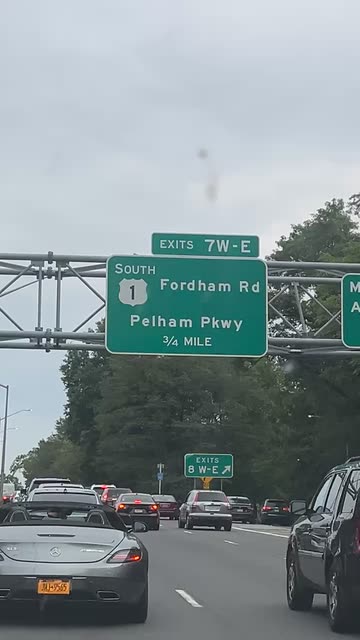 EXITS 7W-E
SOUTH
1
Fordham Rd
Pelham Pkwy
3/4 MILE
M
A
EXITS
8 W-E